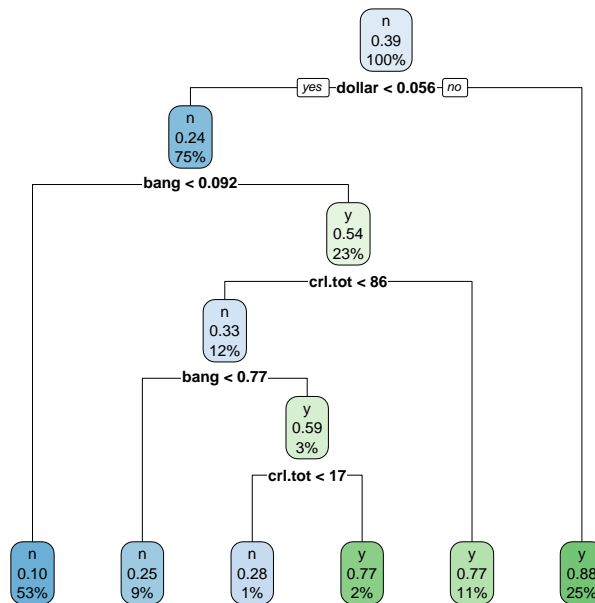 n
0.39
100%
yes dollar < 0.056 no
n
0.24
75%
bang < 0.092
y
0.54
23%
crl.tot < 86
n
0.33
12%
bang < 0.77
y
0.59
3%
crl.tot < 17
n
0.10
53%
n
0.25
9%
n
0.28
1%
y
0.77
2%
y
0.77
11%
y
0.88
25%